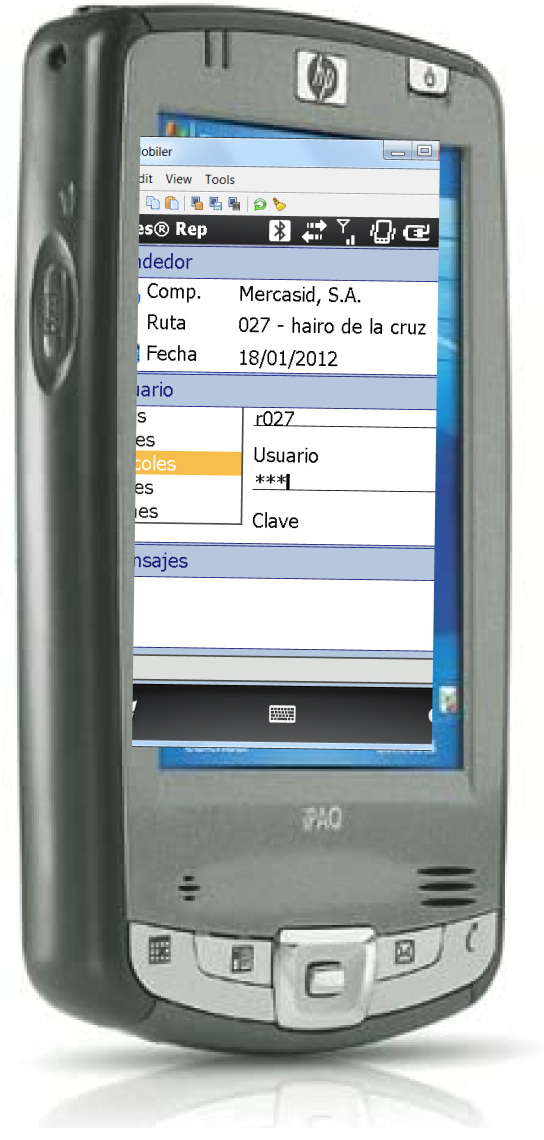 hp
obiler
dit View Tools
es® Rep
ndedor
Comp. Mercasid, S.A.
Ruta 027 - hairo de la cruz
Fecha 18/01/2012
uario
s
r027
es
Usuario
coles
***
es
nes
Clave
nsajes
iPAQ